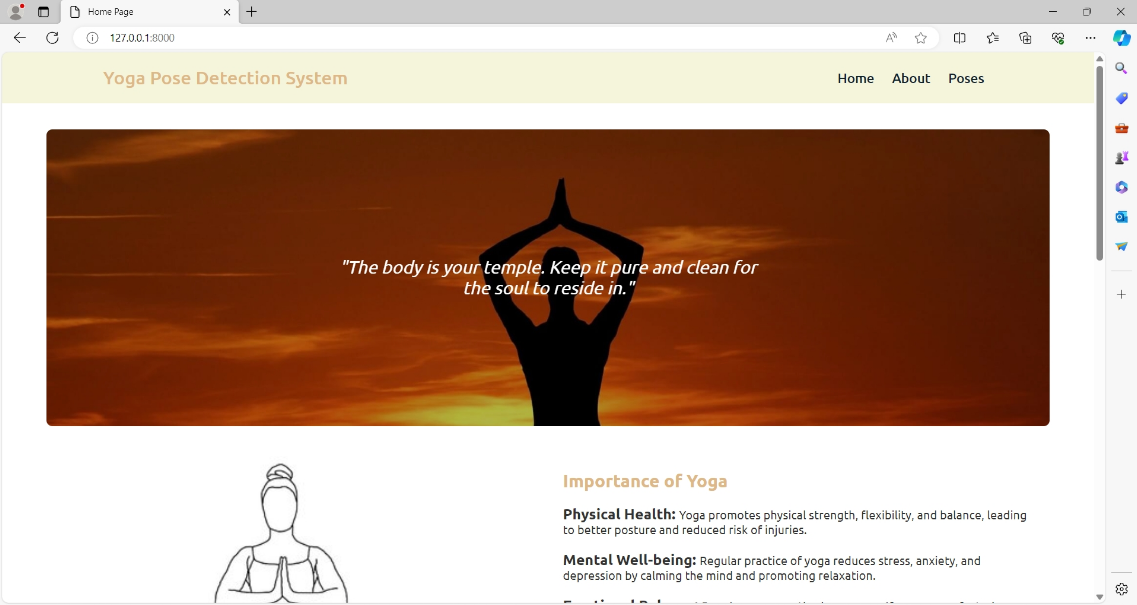 Home Page
127.0.0.1:8000
Yoga Pose Detection System
Home About Poses
"The body is your temple. Keep it pure and clean for
the soul to reside in."
Importance of Yoga
Physical Health: Yoga promotes physical strength, flexibility, and balance, leading
to better posture and reduced risk of injuries.
Mental Well-being: Regular practice of yoga reduces stress, anxiety, and
depression by calming the mind and promoting relaxation.